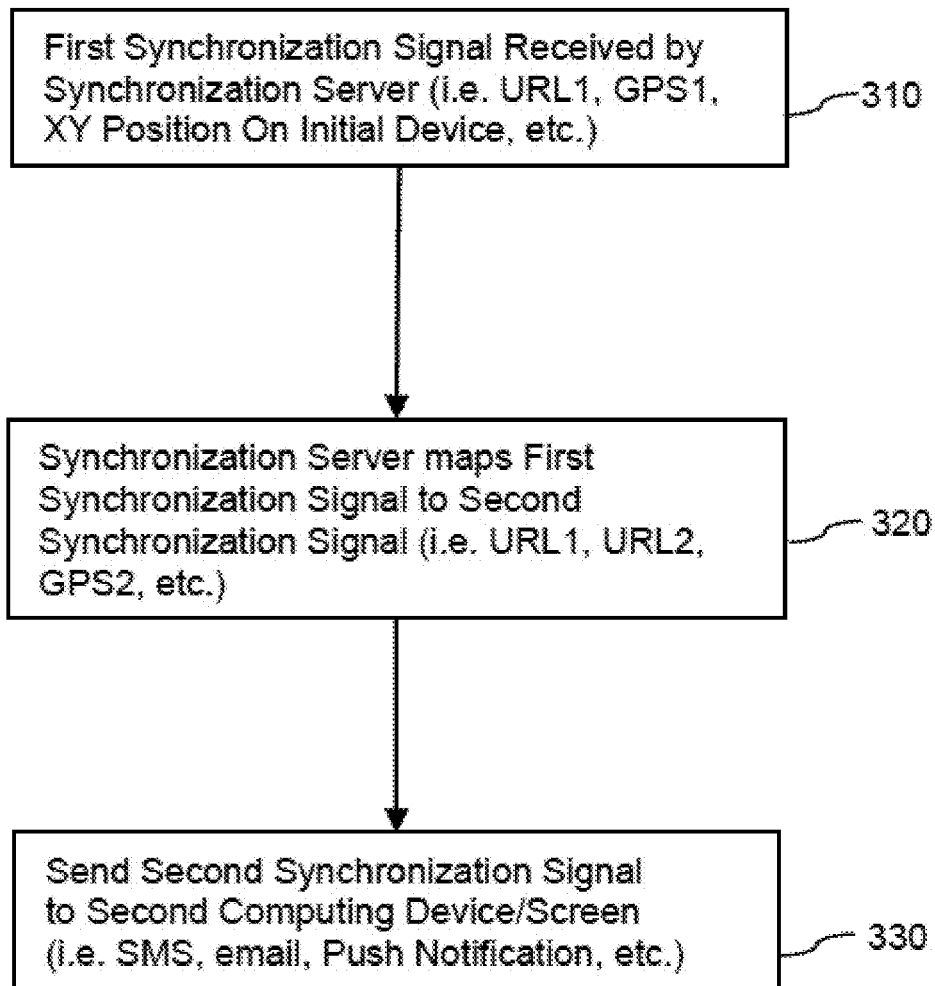 First Synchronization Signal Received by
Synchronization Server (i.e. URL1, GPS1,
XY Position On Initial Device, etc.)
310
Synchronization Server maps First
Synchronization Signal to Second
Synchronization Signal (i.e. URL1, URL2,
GPS2, etc.)
320
Send Second Synchronization Signal
to Second Computing Device/Screen
(i.e. SMS, email, Push Notification, etc.)
330